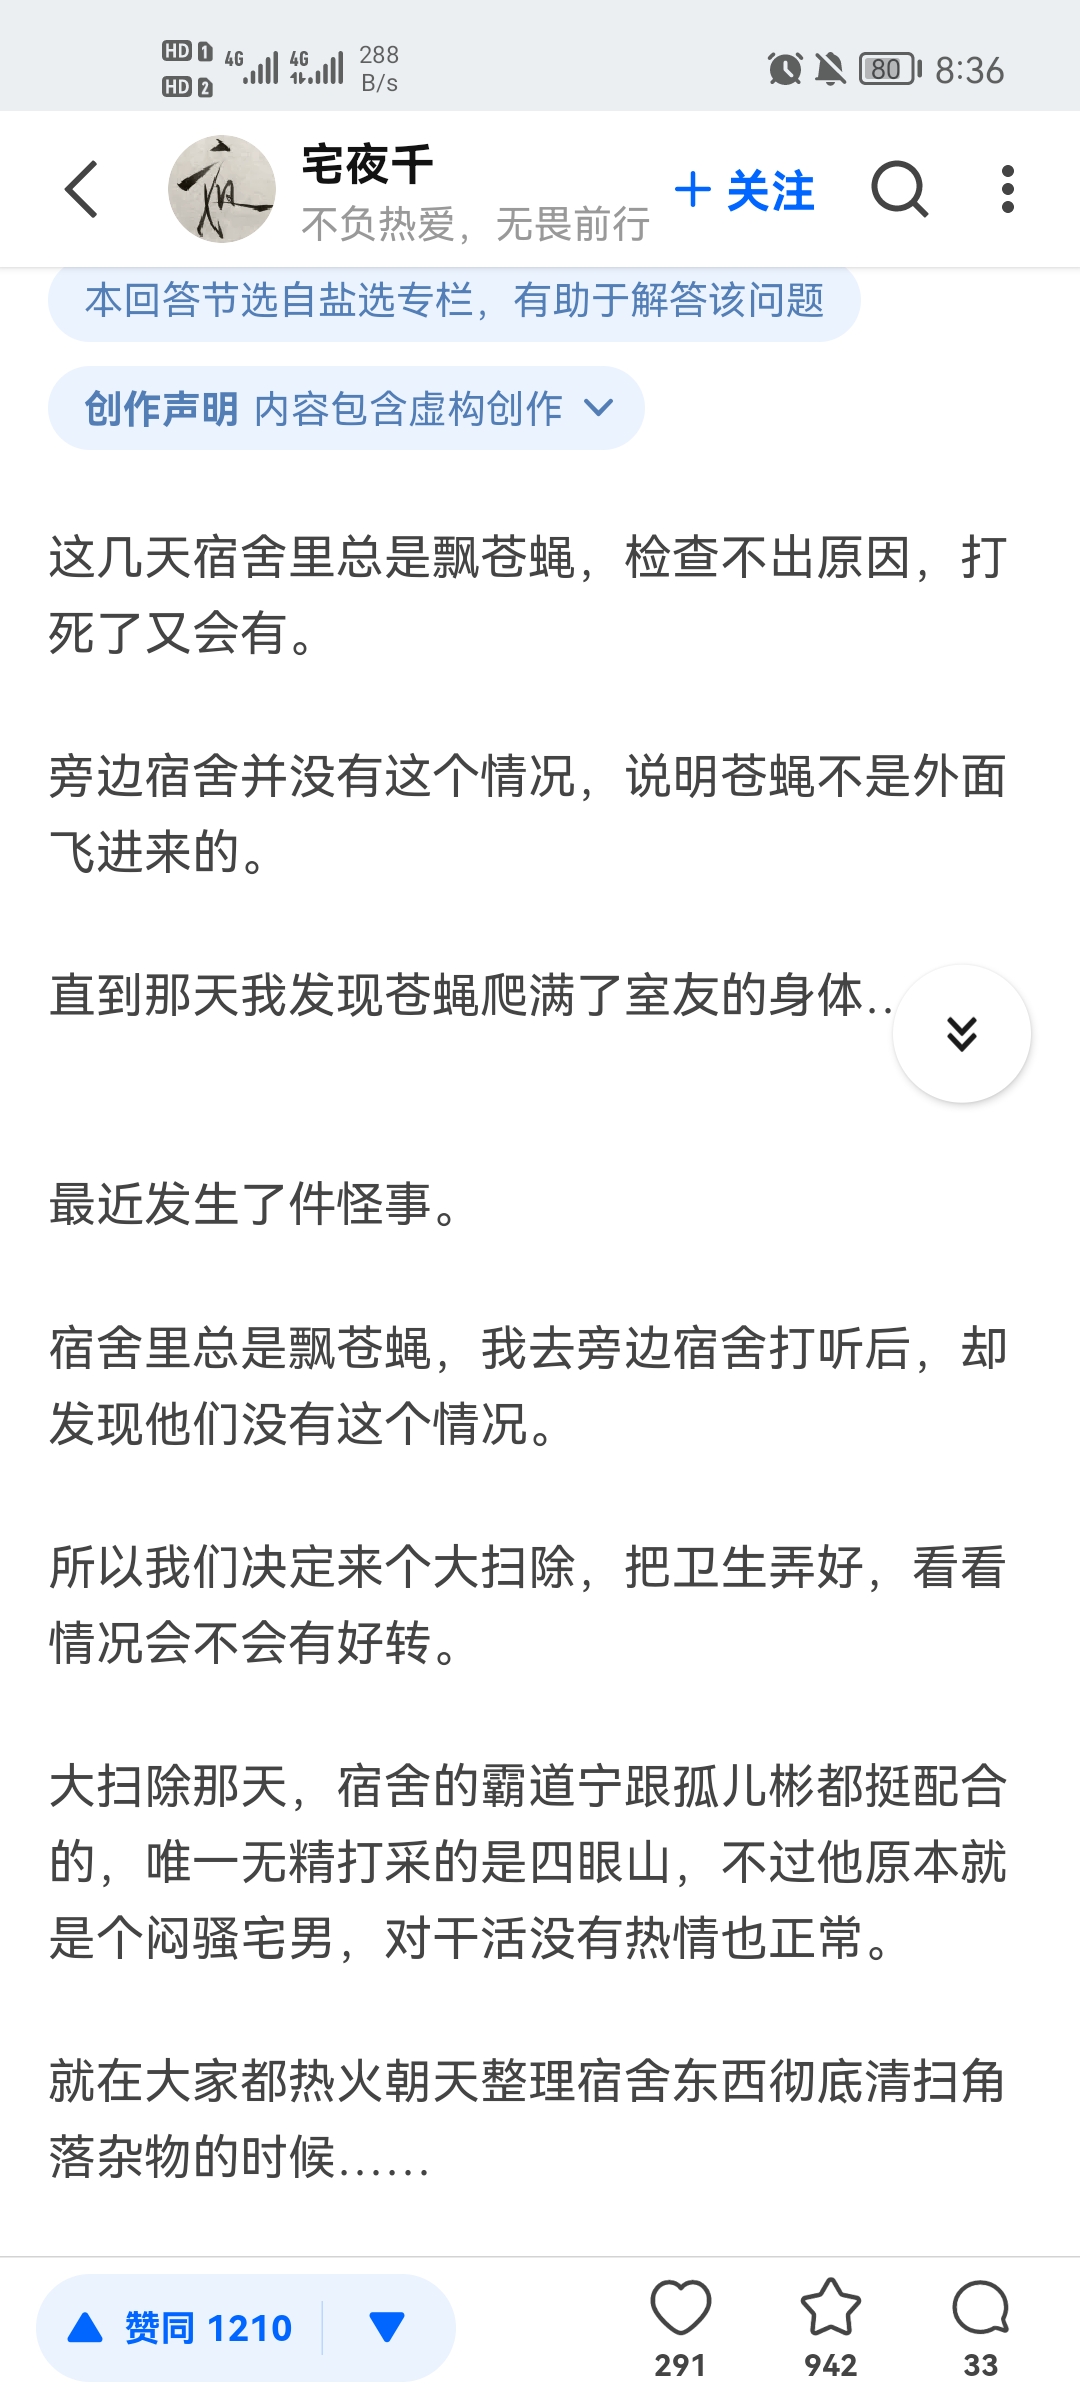 HD 1 4G 4G 288
HD 2 B/s
80 8:36
宅夜千
不负热爱，无畏前行
+ 关注
本回答节选自盐选专栏，有助于解答该问题
创作声明 内容包含虚构创作
这几天宿舍里总是飘苍蝇，检查不出原因，打
死了又会有。
旁边宿舍并没有这个情况，说明苍蝇不是外面
飞进来的。
直到那天我发现苍蝇爬满了室友的身体..
最近发生了件怪事。
宿舍里总是飘苍蝇，我去旁边宿舍打听后，却
发现他们没有这个情况。
所以我们决定来个大扫除，把卫生弄好，看看
情况会不会有好转。
大扫除那天，宿舍的霸道宁跟孤儿彬都挺配合
的，唯一无精打采的是四眼山，不过他原本就
是个闷骚宅男，对干活没有热情也正常。
就在大家都热火朝天整理宿舍东西彻底清扫角
落杂物的时候……
赞同 1210
291
942
33